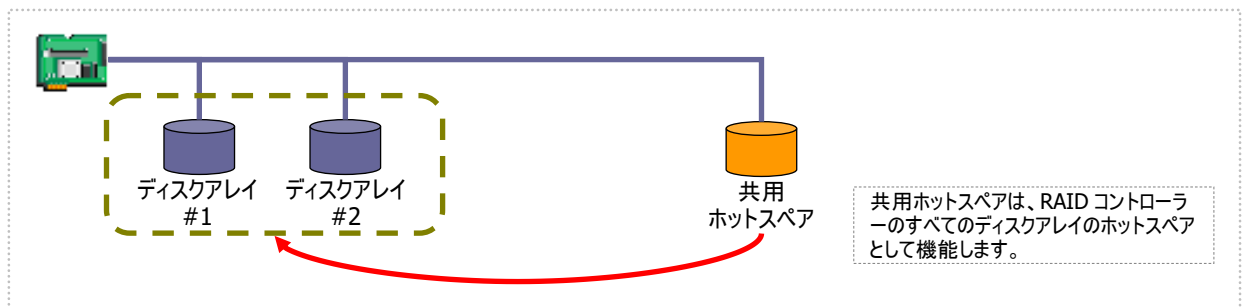 ディスクアレイ
#1
ディスクアレイ
#2
共用
ホットスペア
共用ホットスペアは、RAID コントローラ
ーのすべてのディスクアレイのホットスペア
として機能します。